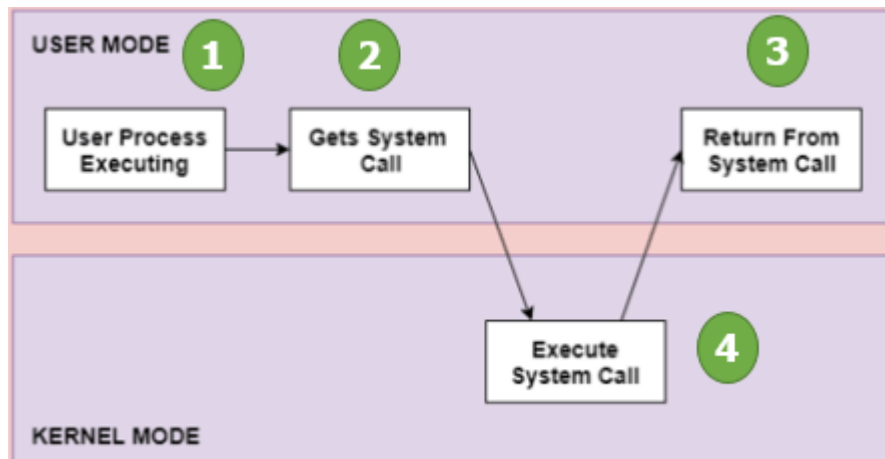 USER MODE
1
2
3
User Process
Executing
Gets System
Call
Return From
System Call
Execute
System Call
4
KERNEL MODE